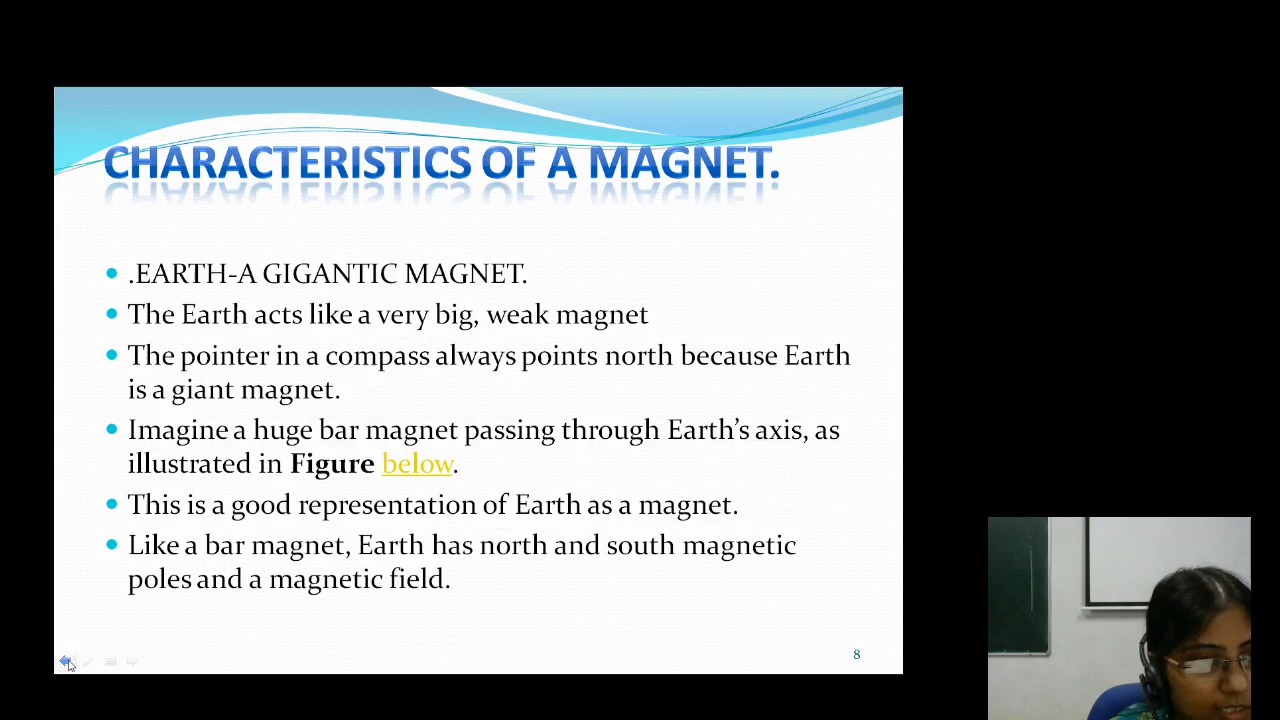 CHARACTERISTICS OF A MAGNET.
.EARTH-A GIGANTIC MAGNET.
The Earth acts like a very big, weak magnet
The pointer in a compass always points north because Earth
is a giant magnet.
Imagine a huge bar magnet passing through Earth’s axis, as
illustrated in Figure below.
This is a good representation of Earth as a magnet.
Like a bar magnet, Earth has north and south magnetic
poles and a magnetic field.
8